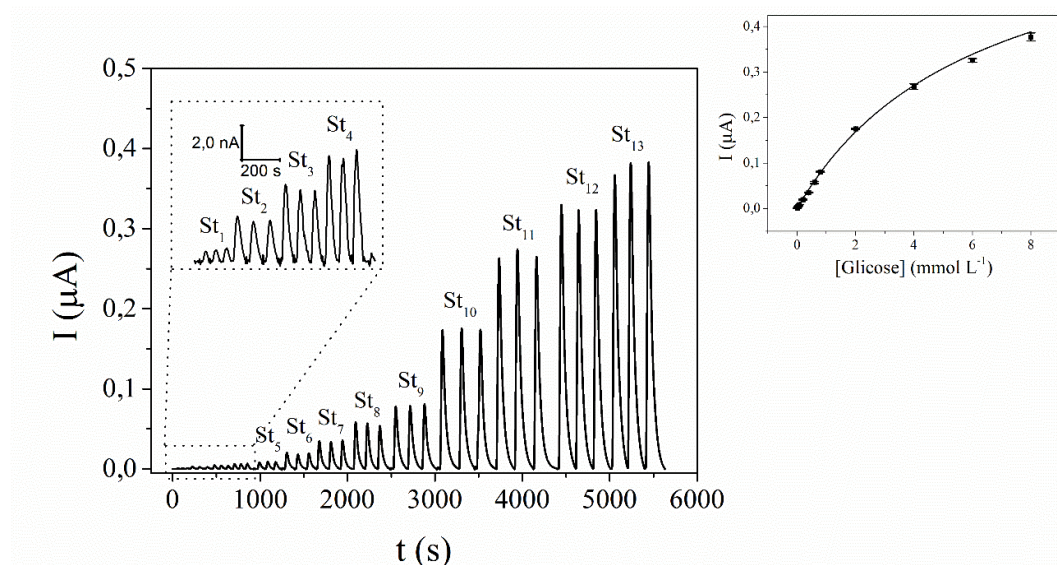 0,5
0,4
0,3
0,2
0,1
0,0
I (µA)
0 1000 2000 3000 4000 5000 6000
t (s)
2,0 nA
200 s
St₁
St₂
St₃
St₄
St₅
St₆
St₇
St₈
St₉
St₁₀
St₁₁
St₁₂
St₁₃
0,4
0,3
0,2
0,1
0,0
I (µA)
0 2 4 6 8
[Glicose] (mmol L⁻¹)